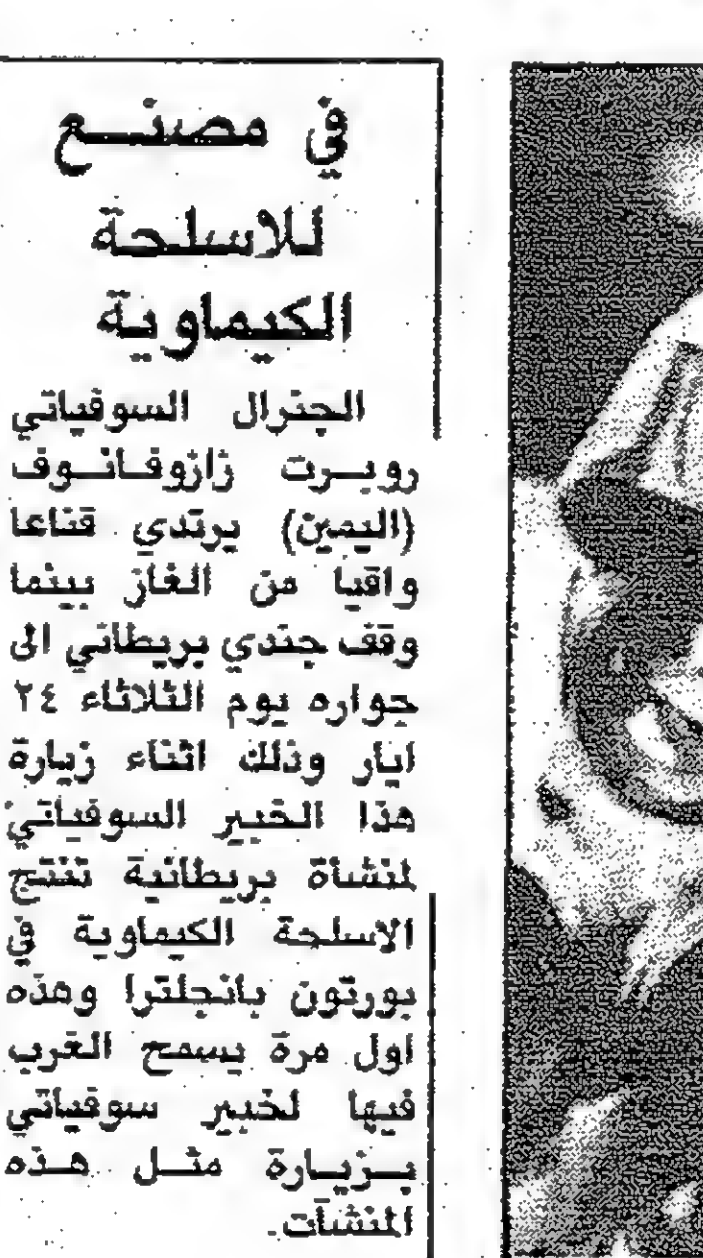 في مصنع
للاسلحة
الكيماوية
الجنرال السوفياتي
روبرت رازوفانوف
(اليمين) يرتدي قناعا
واقيا من الغاز بينما
وقف جندي بريطاني الى
جواره يوم الثلاثاء ٢٤
ايار وذلك اثناء زيارة
هذا الخبير السوفياتي
لمنشاة بريطانية تنتج
الاسلحة الكيماوية في
بورتون بانجلترا وهذه
اول مرة يسمح الغرب
فيها لخبير سوفياتي
بزيارة مثل هذه
المنشآت.